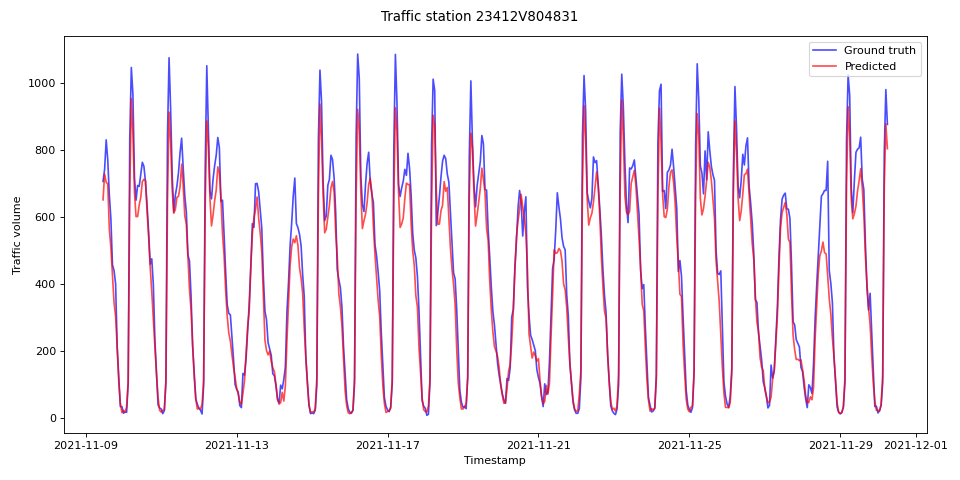 Traffic station 23412V804831
Ground truth
Predicted
Traffic volume
1000
800
600
400
200
0
2021-11-09
2021-11-13
2021-11-17
2021-11-21
2021-11-25
2021-11-29
2021-12-01
Timestamp